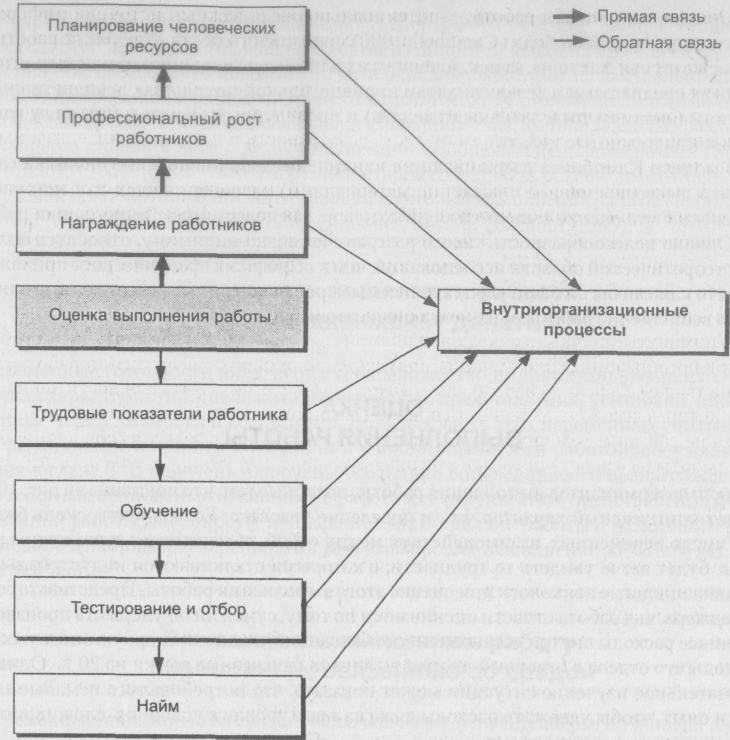 Планирование человеческих
ресурсов
Прямая связь
Обратная связь
Профессиональный рост
работников
Награждение работников
Оценка выполнения работы
Внутриорганизационные
процессы
Трудовые показатели работника
Обучение
Тестирование и отбор
Найм